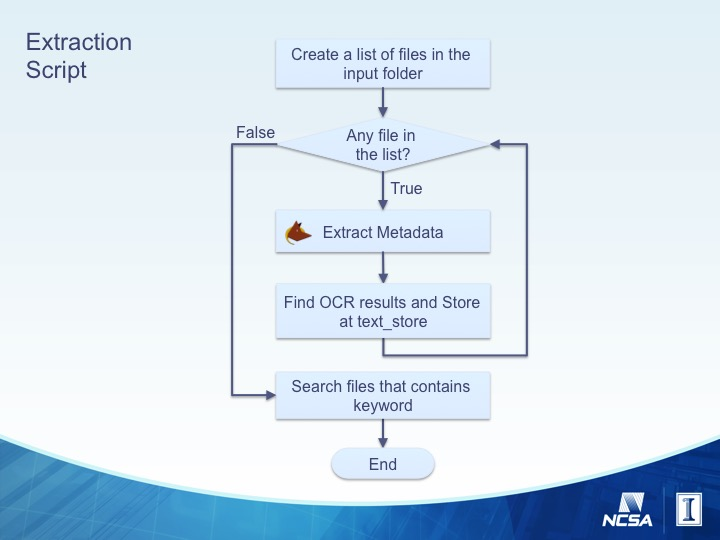 Extraction
Script
Create a list of files in the
input folder
False
Any file in
the list?
True
Extract Metadata
Find OCR results and Store
at text_store
Search files that contains
keyword
End
NCSA
I